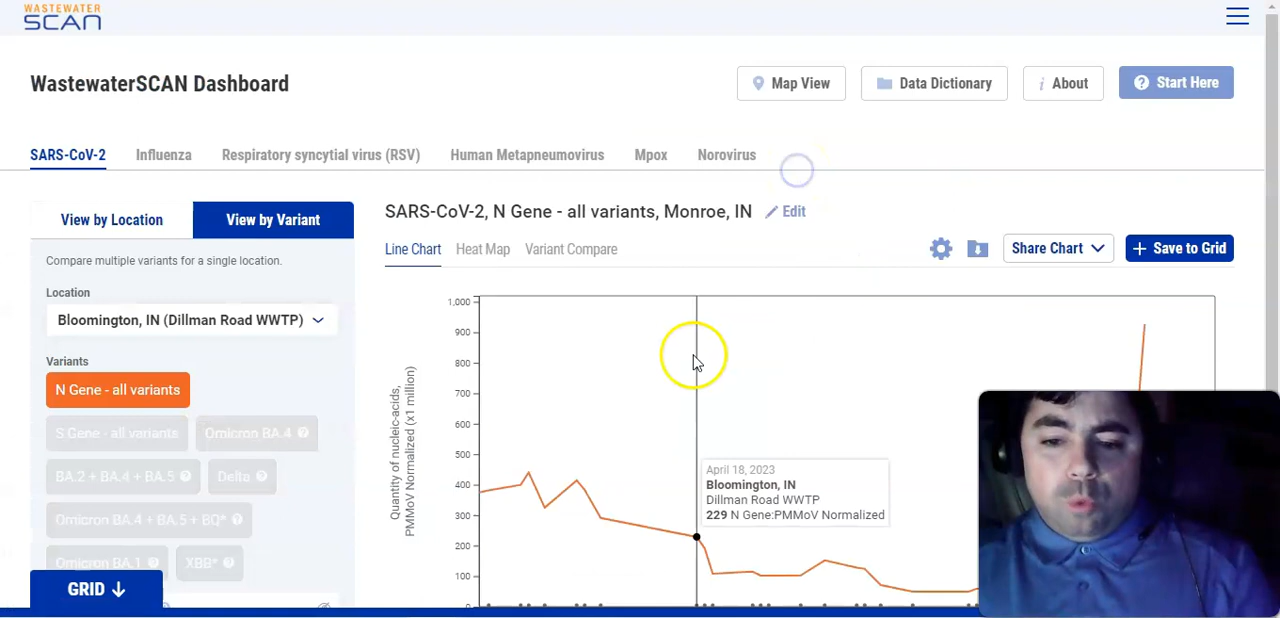 WASTEWATER
SCAN
WastewaterSCAN Dashboard
Map View
Data Dictionary
i About
? Start Here
SARS-CoV-2
Influenza
Respiratory syncytial virus (RSV)
Human Metapneumovirus
Mpox
Norovirus
View by Location
View by Variant
Compare multiple variants for a single location.
Location
Bloomington, IN (Dillman Road WWTP)
Variants
N Gene - all variants
S Gene - all variants
Omicron BA.4 ?
BA.2 + BA.4 + BA.5 ?
Delta ?
Omicron BA.4 + BA.5 + BQ* ?
Omicron BA.1 ?
XBB* ?
GRID ↓
SARS-CoV-2, N Gene - all variants, Monroe, IN
Edit
Line Chart
Heat Map
Variant Compare
Share Chart
+ Save to Grid
Quantity of nucleic-acids,
PMMoV Normalized (x1 million)
1,000
900
800
700
600
500
400
300
200
100
April 18, 2023
Bloomington, IN
Dillman Road WWTP
229 N Gene:PMMoV Normalized